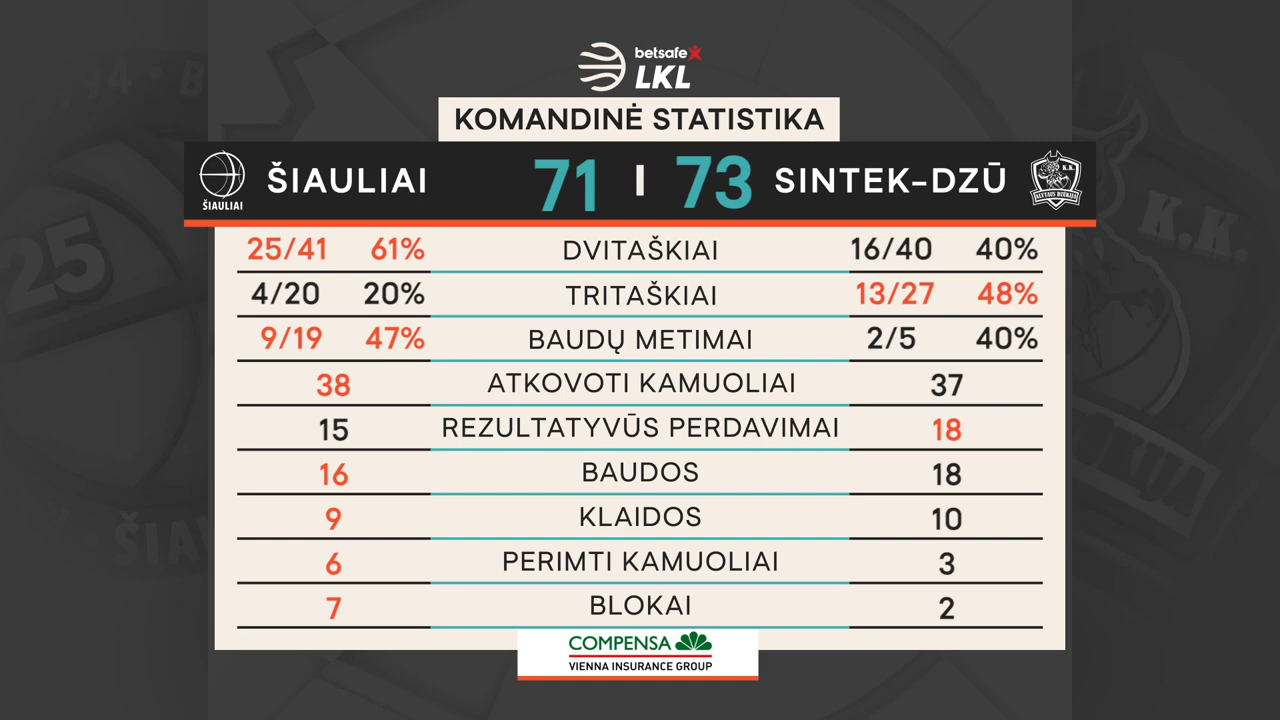 betsafe
LKL
KOMANDINĖ STATISTIKA
ŠIAULIAI
ŠIAULIAI 71 | 73 SINTEK-DZŪ
K.K.
ALYTAUS DZŪKIJA
25/41 61% DVITAŠKIAI 16/40 40%
4/20 20% TRITAŠKIAI 13/27 48%
9/19 47% BAUDŲ METIMAI 2/5 40%
38 ATKOVOTI KAMUOLIAI 37
15 REZULTATYVŪS PERDAVIMAI 18
16 BAUDOS 18
9 KLAIDOS 10
6 PERIMTI KAMUOLIAI 3
7 BLOKAI 2
COMPENSA
VIENNA INSURANCE GROUP
25
K.K.